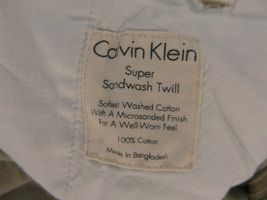 Calvin Klein
Super
Sandwash Twill
Softest Washed Cotton
With A Microsanded Finish
For A Well-Worn Feel
100% Cotton
Made In Bangladesh